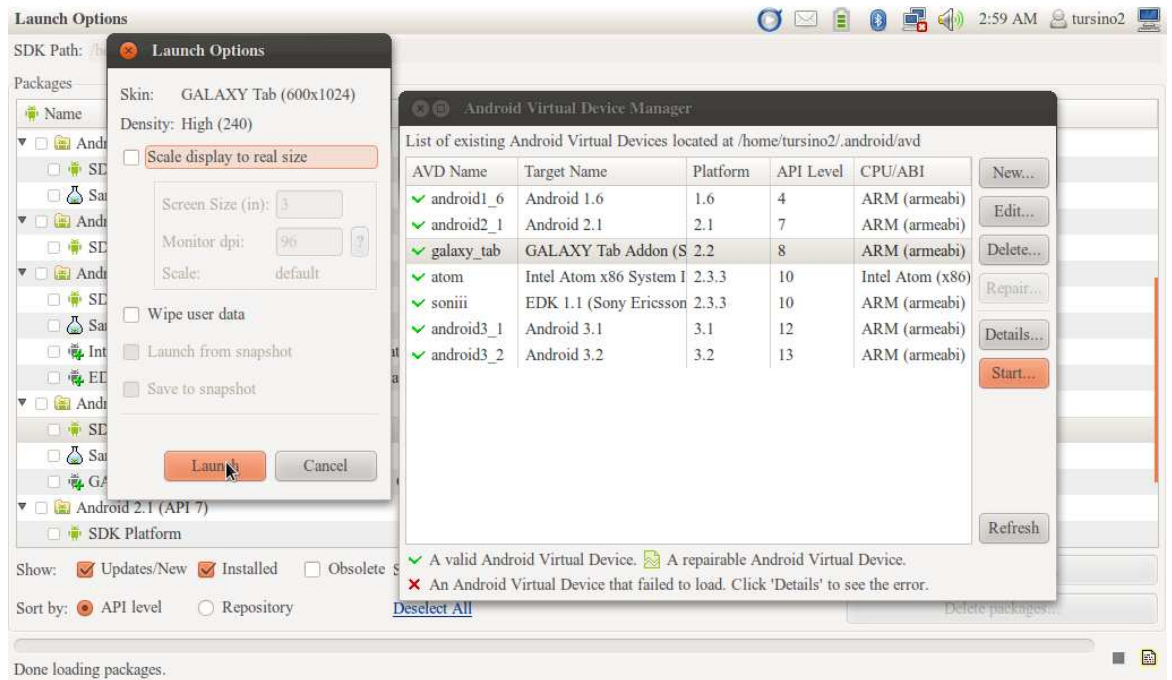 Launch Options
2:59 AM tursino2
SDK Path:
Launch Options
Packages
Name
Skin: GALAXY Tab (600x1024)
Density: High (240)
Scale display to real size
Screen Size (in): 3
Monitor dpi: 96 ?
Scale: default
Wipe user data
Launch from snapshot
Save to snapshot
Launch Cancel
Android 2.1 (API 7)
SDK Platform
Android Virtual Device Manager
List of existing Android Virtual Devices located at /home/tursino2/.android/avd
AVD Name Target Name Platform API Level CPU/ABI
android1_6 Android 1.6 1.6 4 ARM (armeabi)
android2_1 Android 2.1 2.1 7 ARM (armeabi)
galaxy_tab GALAXY Tab Addon (S 2.2 8 ARM (armeabi)
atom Intel Atom x86 System I 2.3.3 10 Intel Atom (x86)
soniii EDK 1.1 (Sony Ericsson 2.3.3 10 ARM (armeabi)
android3_1 Android 3.1 3.1 12 ARM (armeabi)
android3_2 Android 3.2 3.2 13 ARM (armeabi)
New...
Edit...
Delete...
Repair...
Details...
Start...
Refresh
A valid Android Virtual Device. A repairable Android Virtual Device.
An Android Virtual Device that failed to load. Click 'Details' to see the error.
Show: Updates/New Installed Obsolete
Sort by: API level Repository Deselect All Delete packages...
Done loading packages.